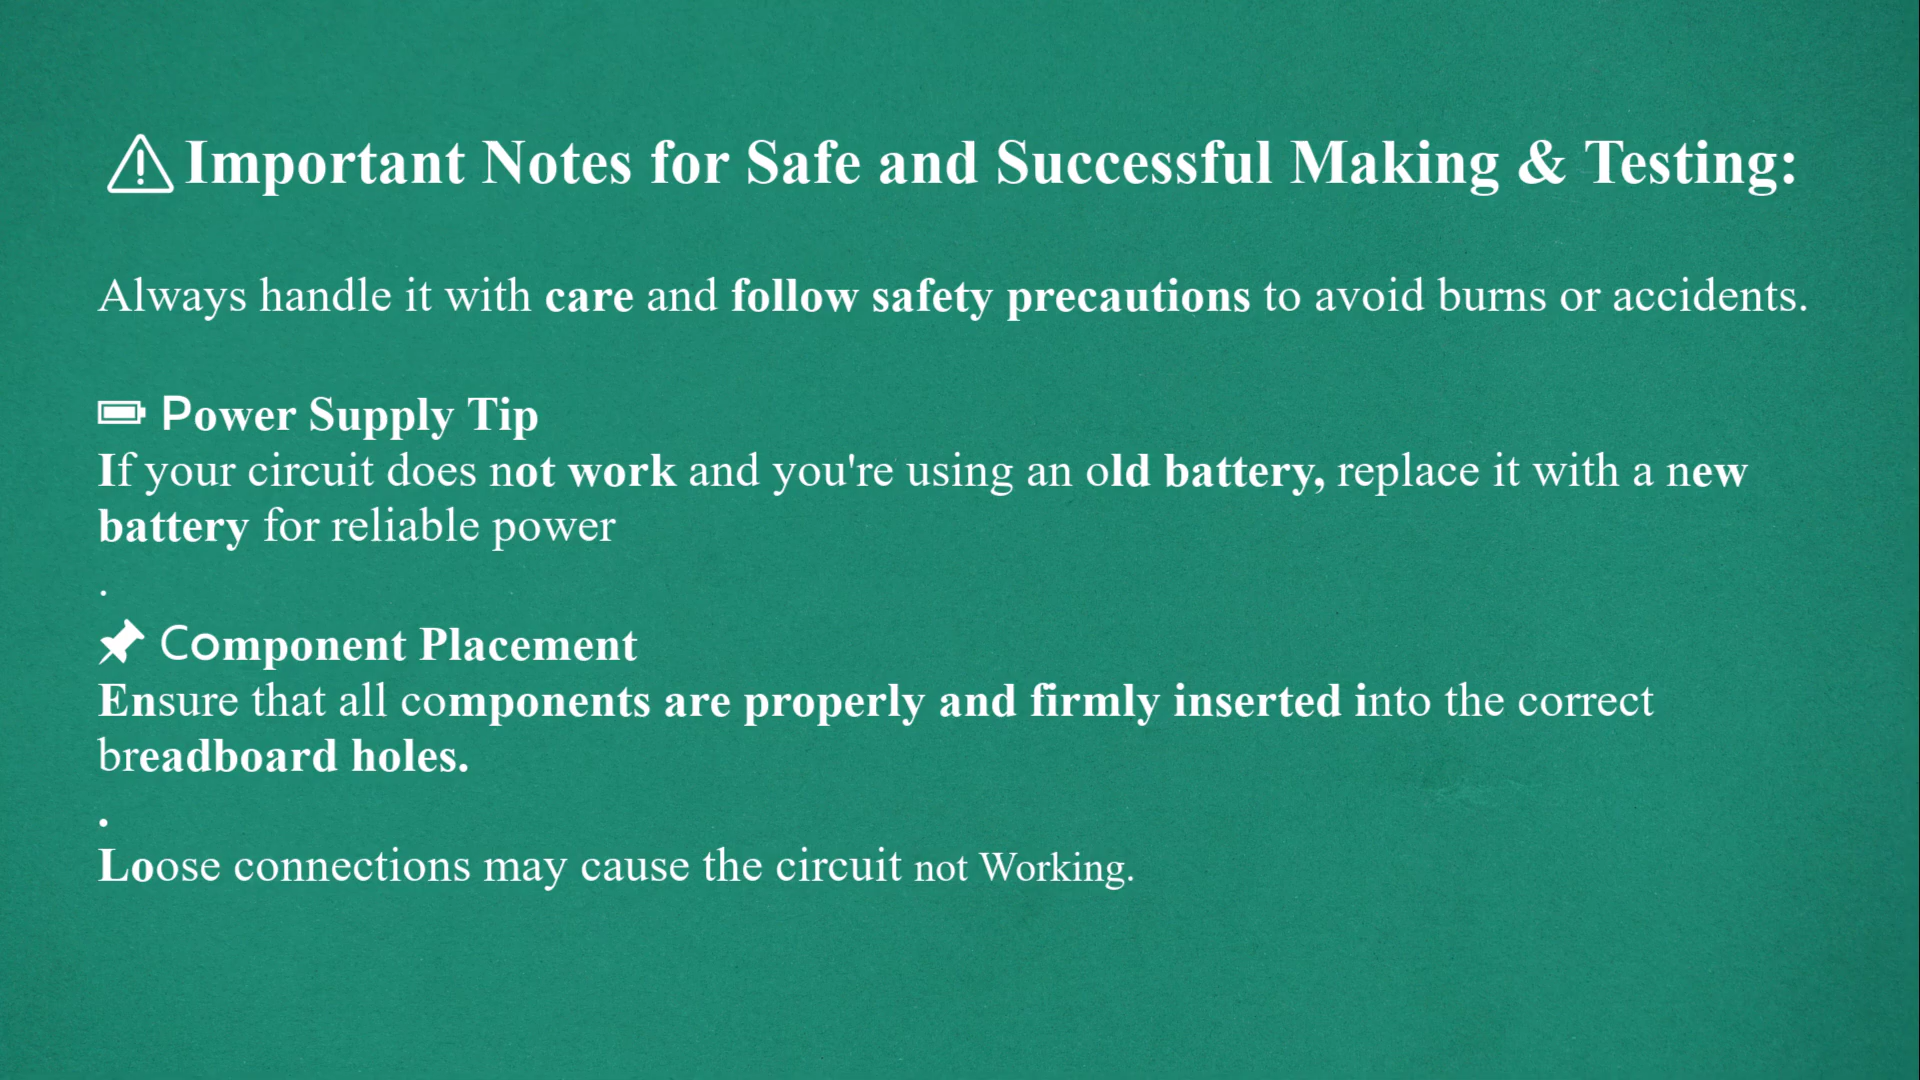 ⚠Important Notes for Safe and Successful Making & Testing:
Always handle it with care and follow safety precautions to avoid burns or accidents.
🔋 Power Supply Tip
If your circuit does not work and you're using an old battery, replace it with a new
battery for reliable power
.
📌 Component Placement
Ensure that all components are properly and firmly inserted into the correct
breadboard holes.
.
Loose connections may cause the circuit not Working.